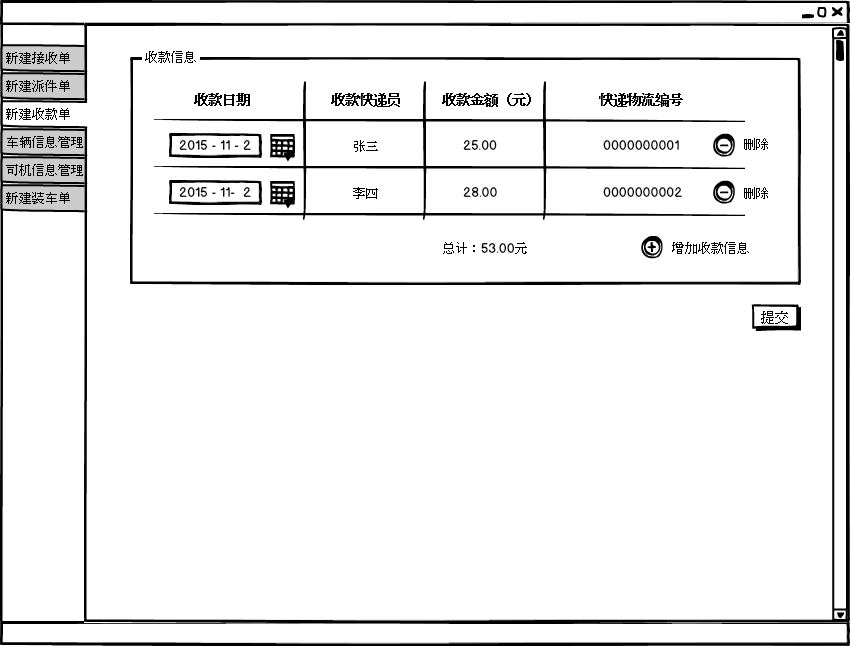 新建接收单
新建派件单
新建收款单
车辆信息管理
司机信息管理
新建装车单
收款信息
收款日期 收款快递员 收款金额（元） 快递物流编号
2015 - 11 - 2 张三 25.00 0000000001 删除
2015 - 11- 2 李四 28.00 0000000002 删除
总计：53.00元 增加收款信息
提交